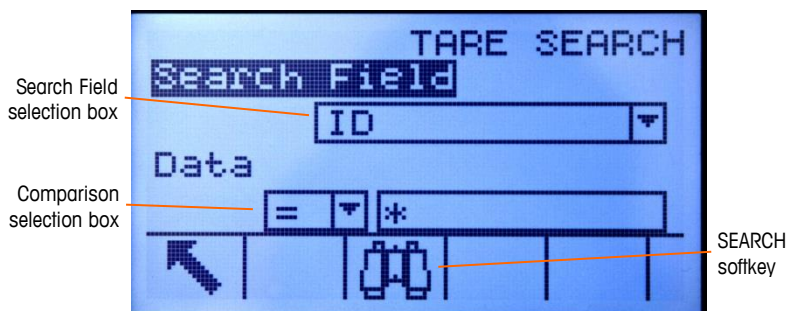 TARE SEARCH
Search Field
Search Field
selection box
ID
Data
Comparison
selection box
= *
SEARCH
softkey